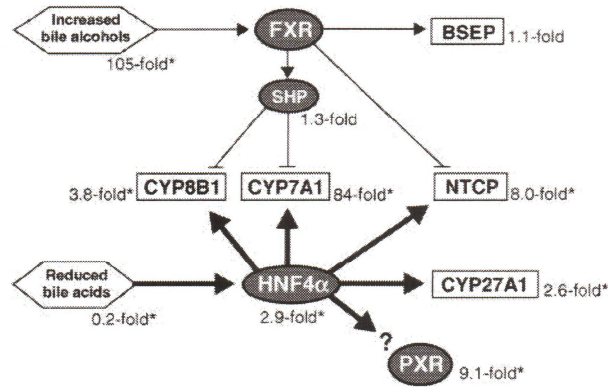 Increased
bile alcohols
105-fold*
FXR
BSEP
1.1-fold
SHP
1.3-fold
3.8-fold*
CYP8B1
CYP7A1
84-fold*
NTCP
8.0-fold*
Reduced
bile acids
0.2-fold*
HNF4α
2.9-fold*
CYP27A1
2.6-fold*
?
PXR
9.1-fold*